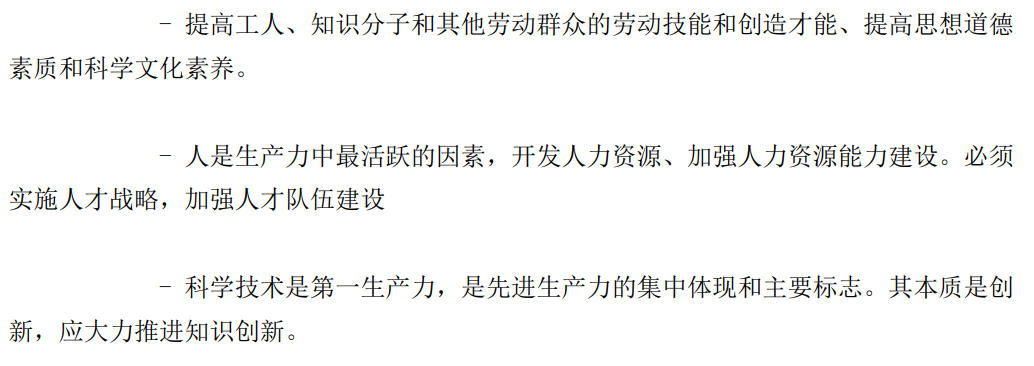 - 提高工人、知识分子和其他劳动群众的劳动技能和创造才能、提高思想道德
素质和科学文化素养。
- 人是生产力中最活跃的因素，开发人力资源、加强人力资源能力建设。必须
实施人才战略，加强人才队伍建设
- 科学技术是第一生产力，是先进生产力的集中体现和主要标志。其本质是创
新，应大力推进知识创新。